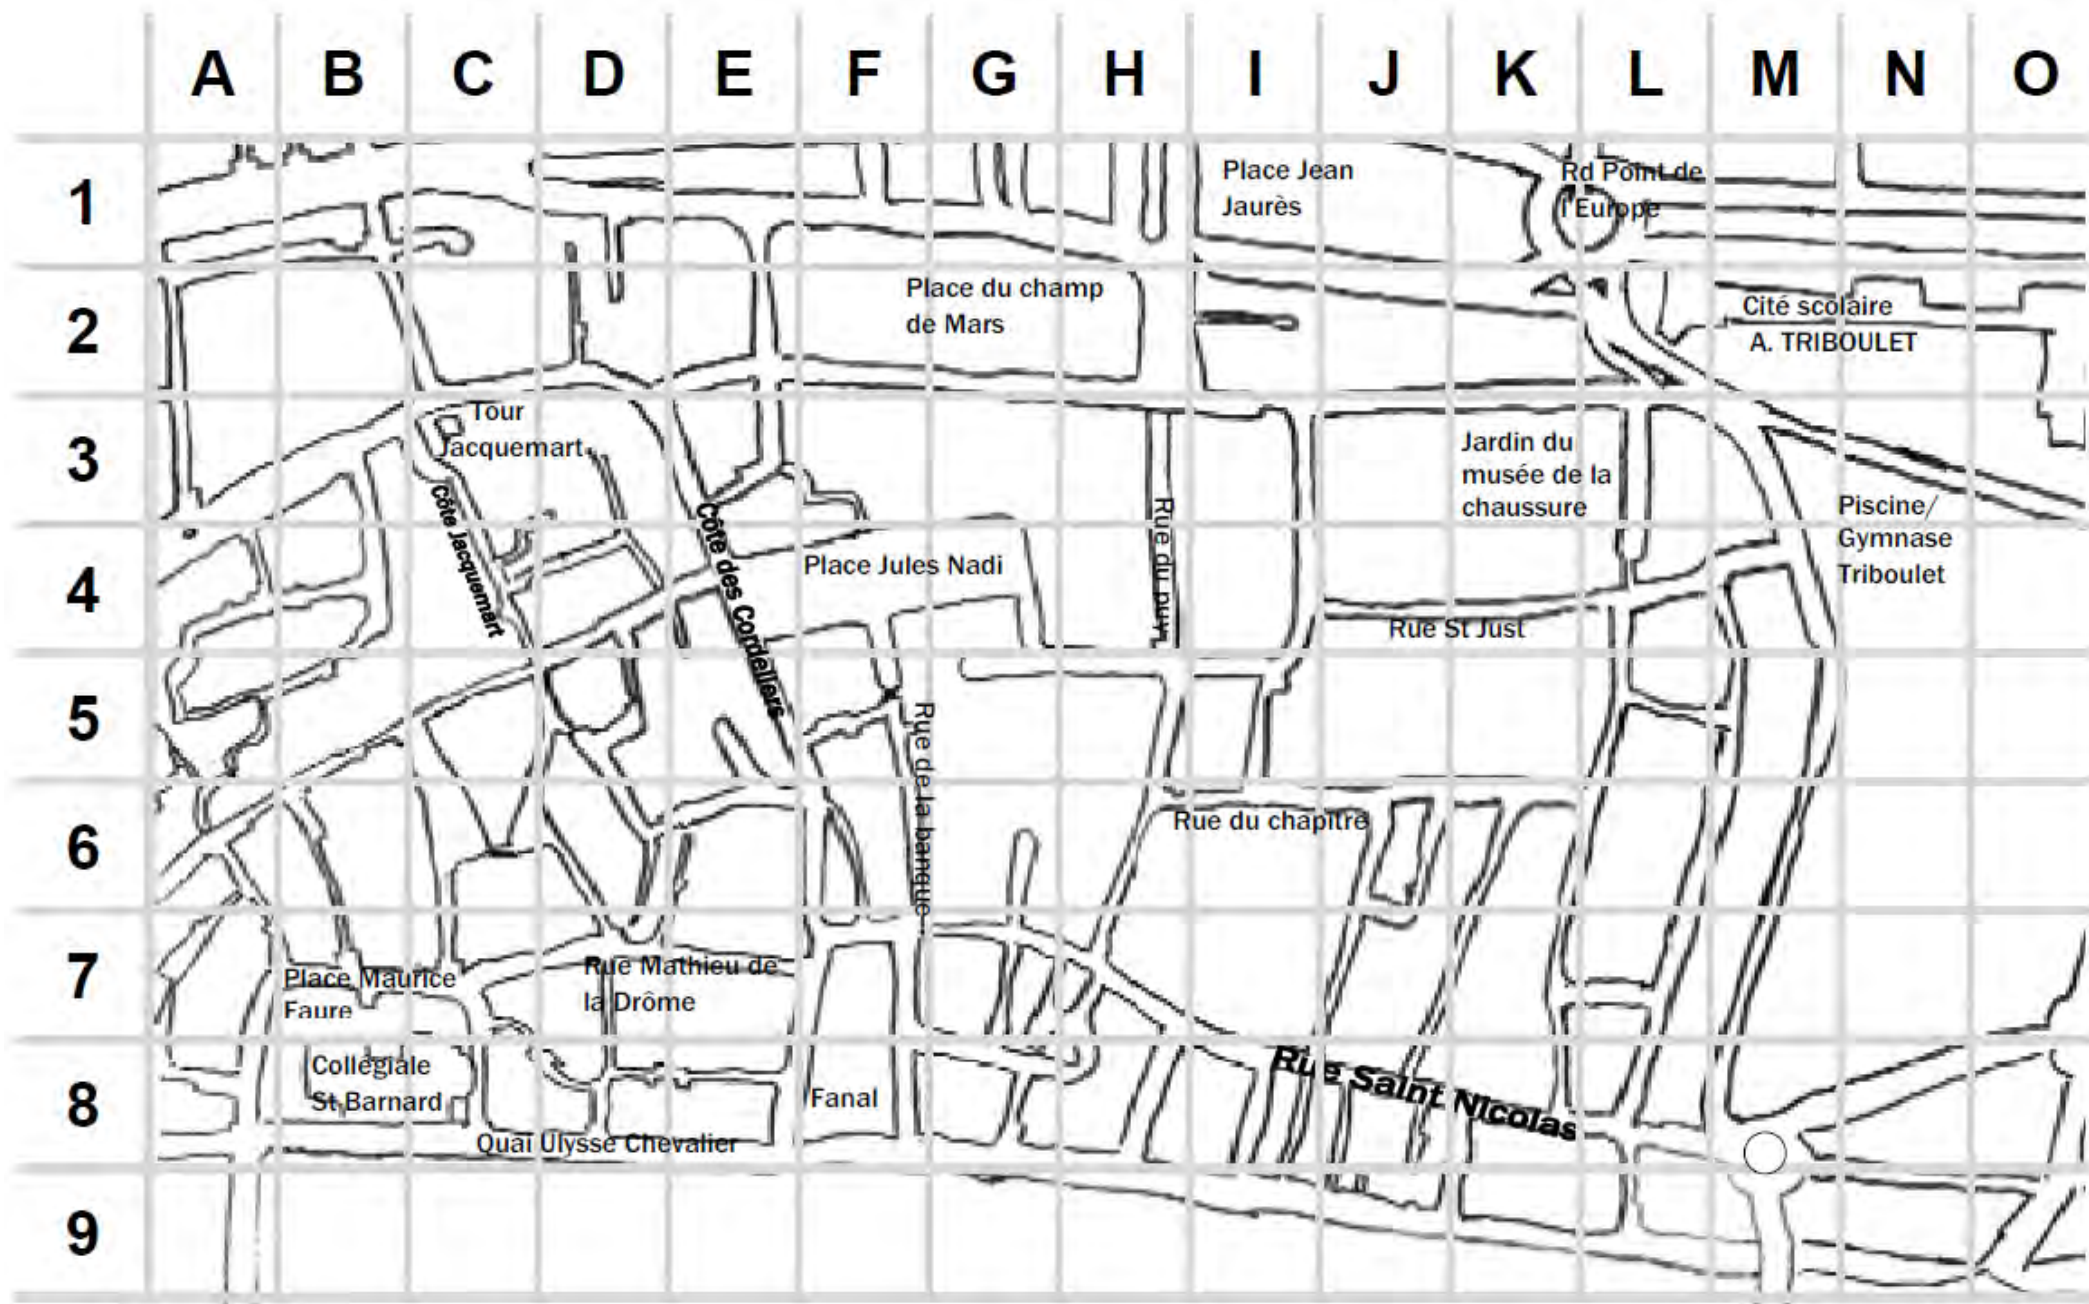 A B C D E F G H I J K L M N O
1
Place Jean
Jaurès
Rd Point de
l'Europe
2
Place du champ
de Mars
Cité scolaire
A. TRIBOULET
3
Tour
Jacquemart
Jardin du
musée de la
chaussure
Piscine/
Gymnase
Triboulet
Côte Jacquemart
Côte des Cordeliers
Rue du puy
4
Place Jules Nadi
Rue St Just
5
Rue de la banque
6
Rue du chapitre
7
Place Maurice
Faure
Rue Mathieu de
la Drôme
8
Collègiale
St Barnard
Fanal
Rue Saint Nicolas
Quai Ulysse Chevalier
9